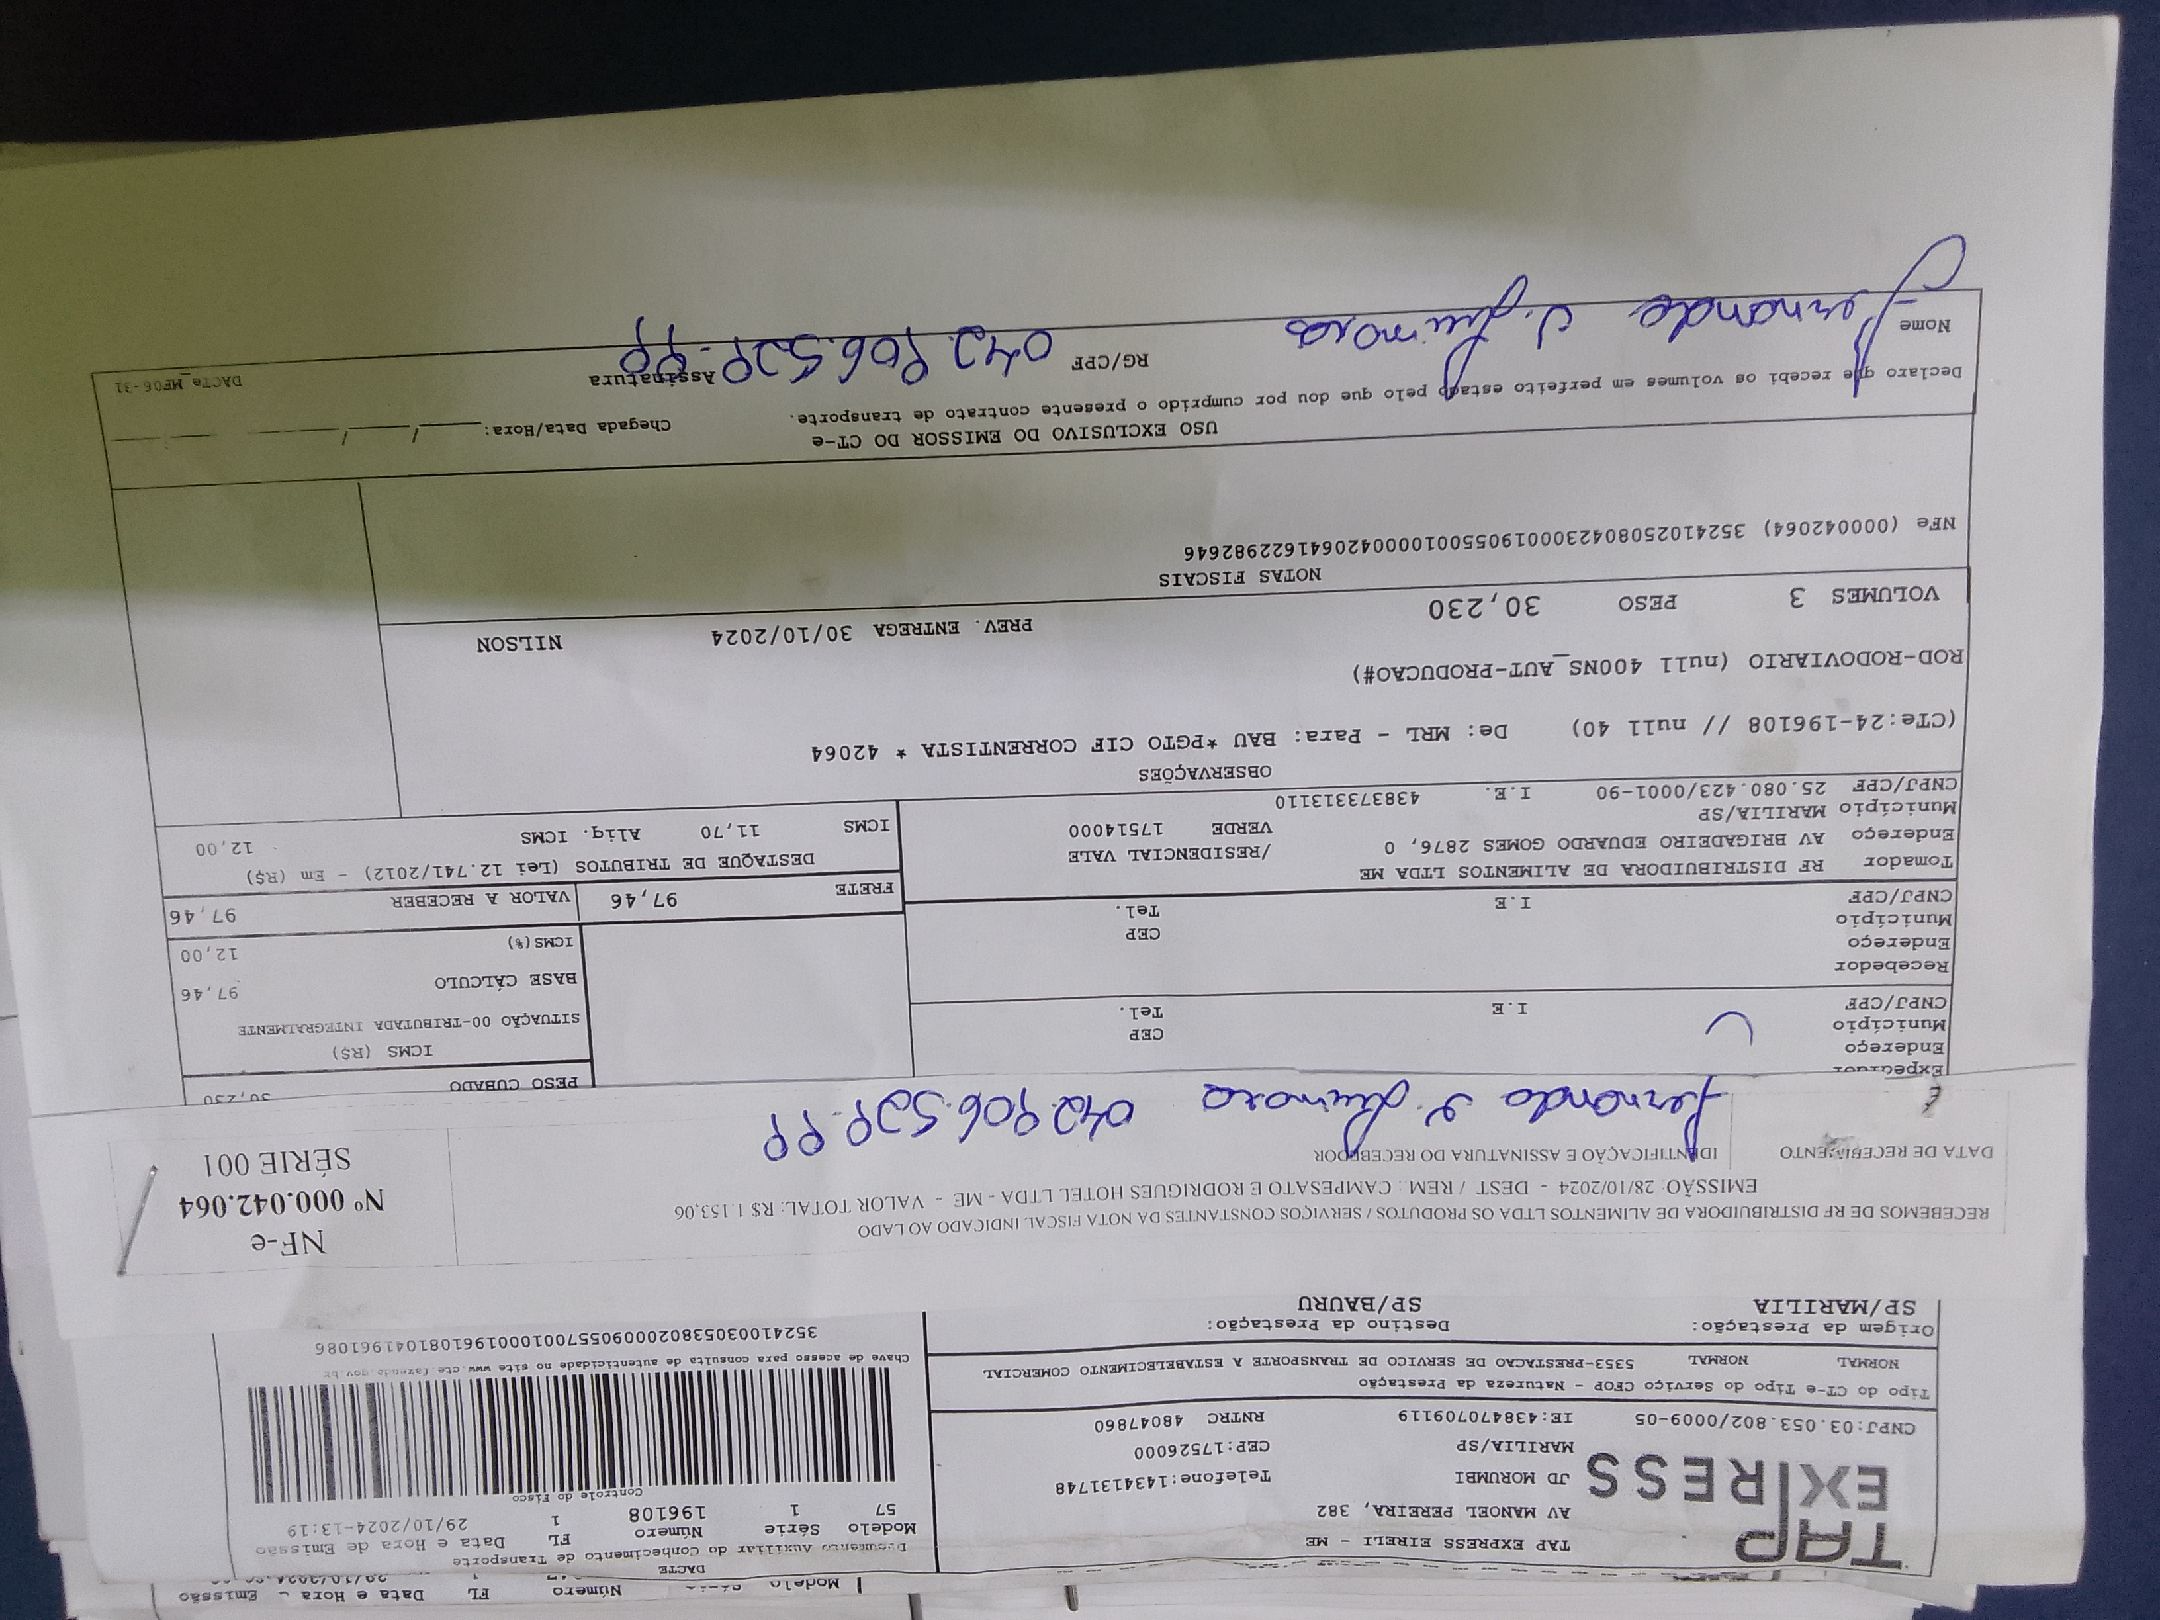 Modelo
Número
FL
Data e Hora
Emissão
TAP
EXPRESS
TAP EXPRESS EIRELI - ME
AV MANOEL PEREIRA, 382
JD MORUMBI Telefone:1434131748
MARILIA/SP CEP:17526000
CNPJ:03.053.802/0009-05 IE:438470709119 RNTRC 48047860
DACTE
Documento Auxiliar do Conhecimento de Transporte
Modelo Série Número FL Data e Hora de Emissão
57 1 196108 1 29/10/2024-13:19
Controle do Fisco
Chave de acesso para consulta de autenticidade no site www.cte.fazenda.gov.br
35241003053802000905570010001961081041961086
Tipo do CT-e Tipo do Serviço CFOP - Natureza da Prestação
NORMAL NORMAL 5353-PRESTACAO DE SERVICO DE TRANSPORTE A ESTABELECIMENTO COMERCIAL
Origem da Prestação: Destino da Prestação:
SP/MARILIA SP/BAURU
RECEBEMOS DE RF DISTRIBUIDORA DE ALIMENTOS LTDA OS PRODUTOS / SERVIÇOS CONSTANTES DA NOTA FISCAL INDICADO AO LADO
EMISSÃO: 28/10/2024 - DEST / REM: CAMPESATO E RODRIGUES HOTEL LTDA - ME - VALOR TOTAL: R$ 1.153,06
DATA DE RECEBIMENTO IDENTIFICAÇÃO E ASSINATURA DO RECEBEDOR
NF-e
Nº 000.042.064
SÉRIE 001
Expedidor
Endereço
Município CEP
CNPJ/CPF I.E Tel.
Recebedor
Endereço
Município CEP
CNPJ/CPF I.E Tel.
Tomador RF DISTRIBUIDORA DE ALIMENTOS LTDA ME
Endereço AV BRIGADEIRO EDUARDO GOMES 2876, 0 /RESIDENCIAL VALE
Município MARILIA/SP VERDE 17514000
CNPJ/CPF 25.080.423/0001-90 I.E. 438373313110
PESO CUBADO 30,230
ICMS (R$)
SITUAÇÃO 00-TRIBUTADA INTEGRALMENTE
BASE CÁLCULO 97,46
ICMS(%) 12,00
FRETE 97,46 VALOR A RECEBER 97,46
DESTAQUE DE TRIBUTOS (Lei 12.741/2012) - Em (R$)
ICMS 11,70 Aliq. ICMS 12,00
OBSERVAÇÕES
(CTe:24-196108 // null 40) De: MRL - Para: BAU *PGTO CIF CORRENTISTA * 42064
ROD-RODOVIARIO (null 400NS_AUT-PRODUCAO#)
VOLUMES 3 PESO 30,230 PREV. ENTREGA 30/10/2024 NILSON
NOTAS FISCAIS
NFe (000042064) 35241025080423000190550010000420641622982646
USO EXCLUSIVO DO EMISSOR DO CT-e
Declaro que recebi os volumes em perfeito estado pelo que dou por cumprido o presente contrato de transporte.
Chegada Data/Hora: / /
Nome RG/CPF Assinatura
DACTe_MF06-31